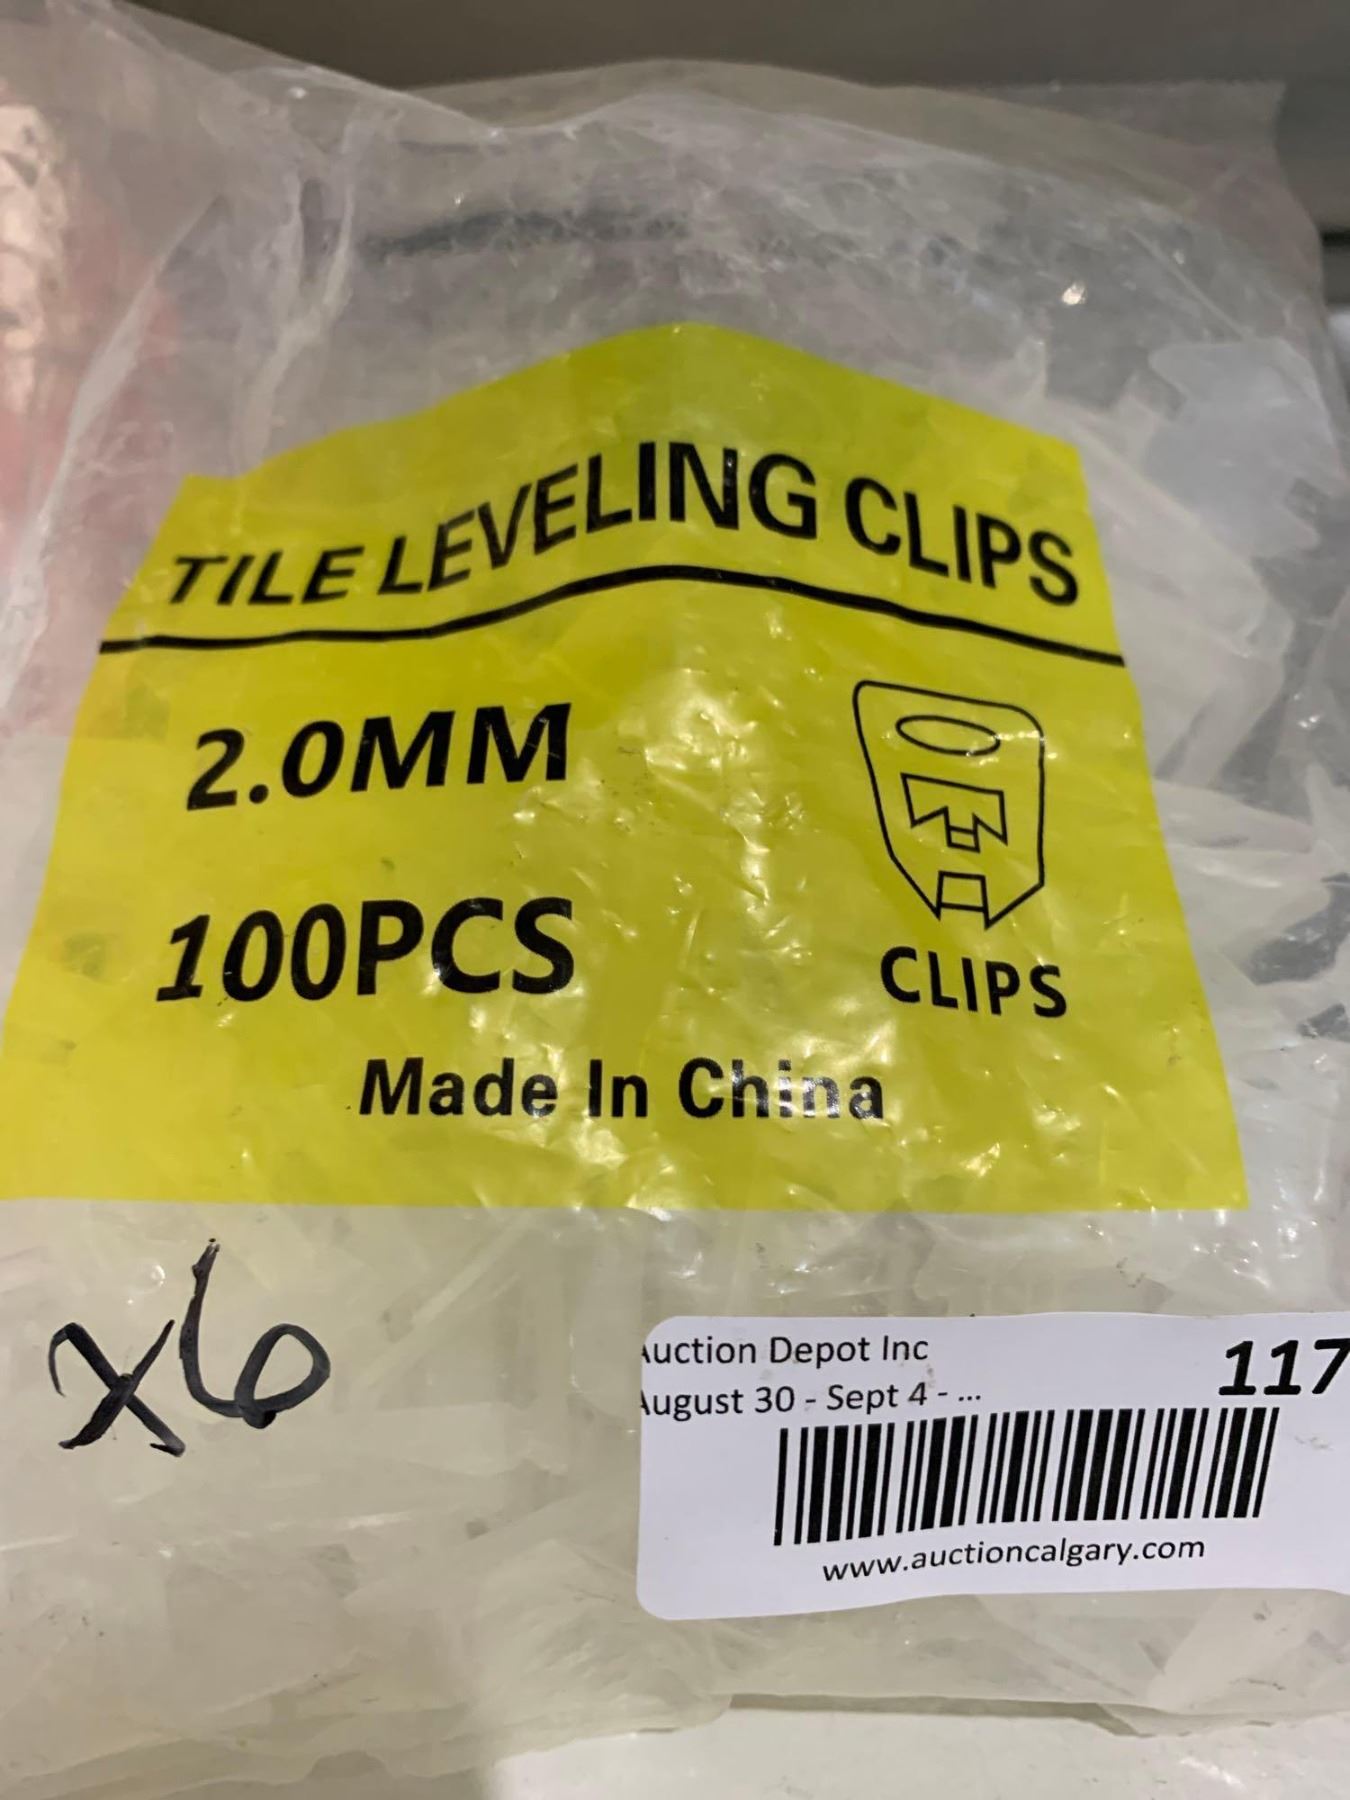 TILE LEVELING CLIPS
2.0MM
100PCS
CLIPS
Made In China
x6
Auction Depot Inc
117
August 30 - Sept 4 - ...
www.auctioncalgary.com